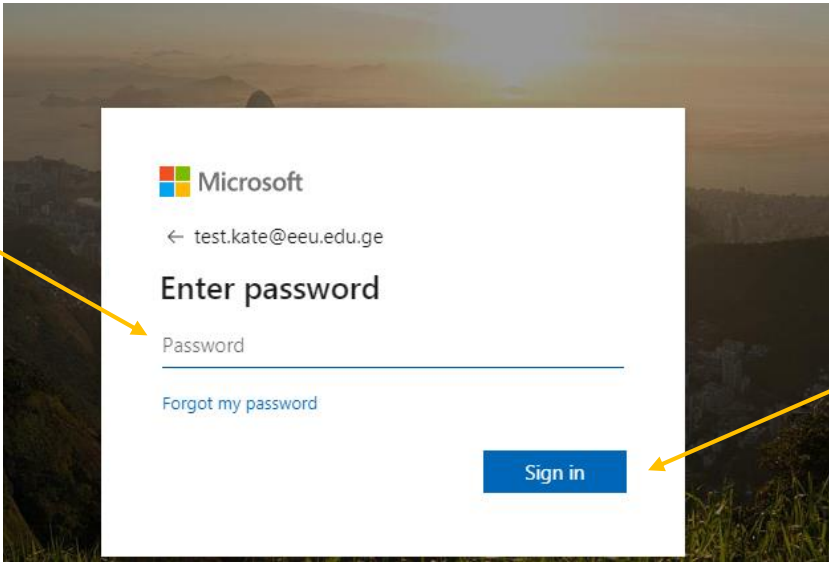 Microsoft
← test.kate@eeu.edu.ge
Enter password
Password
Forgot my password
Sign in